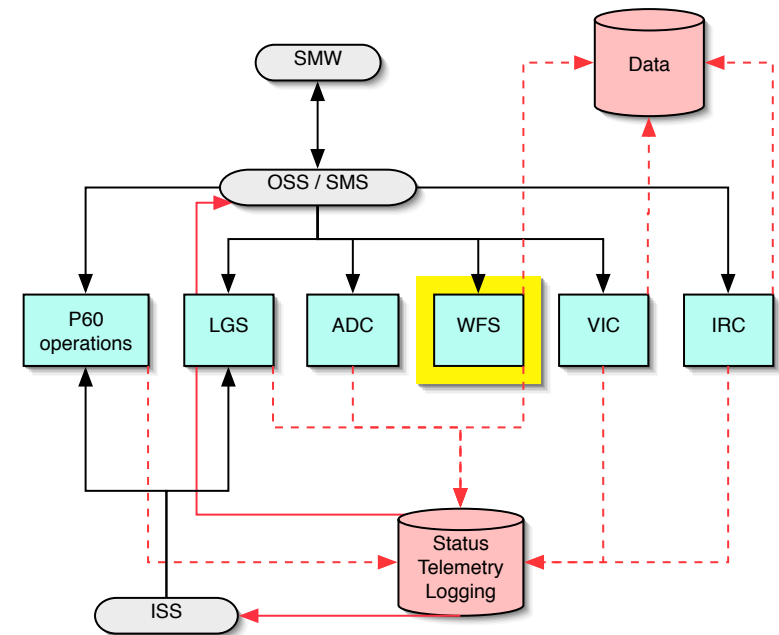 SMW
Data
OSS / SMS
P60
operations
LGS
ADC
WFS
VIC
IRC
Status
Telemetry
Logging
ISS